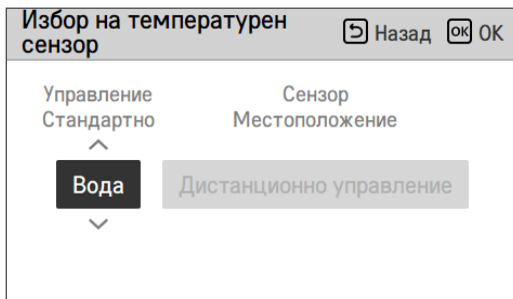 Избор на температурен
сензор
Назад OK OK
Управление
Стандартно
Сензор
Местоположение
Вода
Дистанционно управление